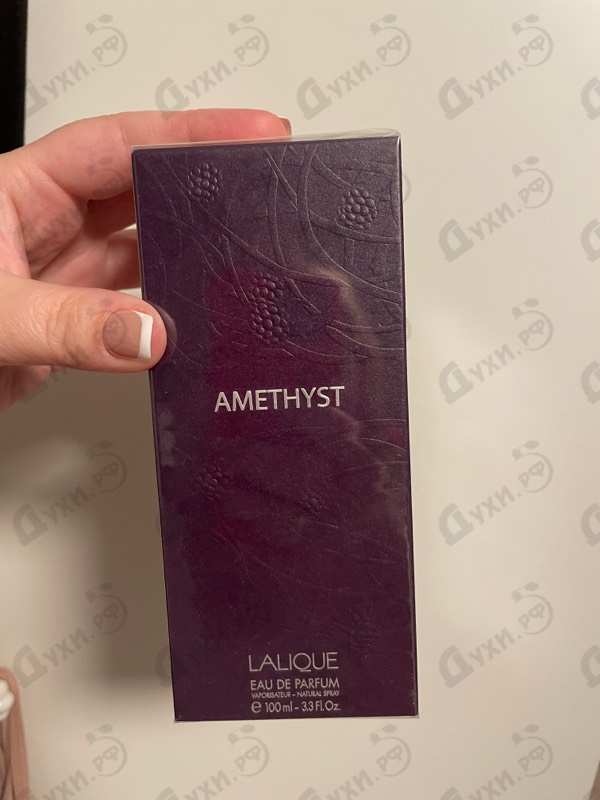 AMETHYST
LALIQUE
EAU DE PARFUM
VAPORISATEUR - NATURAL SPRAY
℮ 100 ml - 3.3 Fl.Oz.
Духи.рф